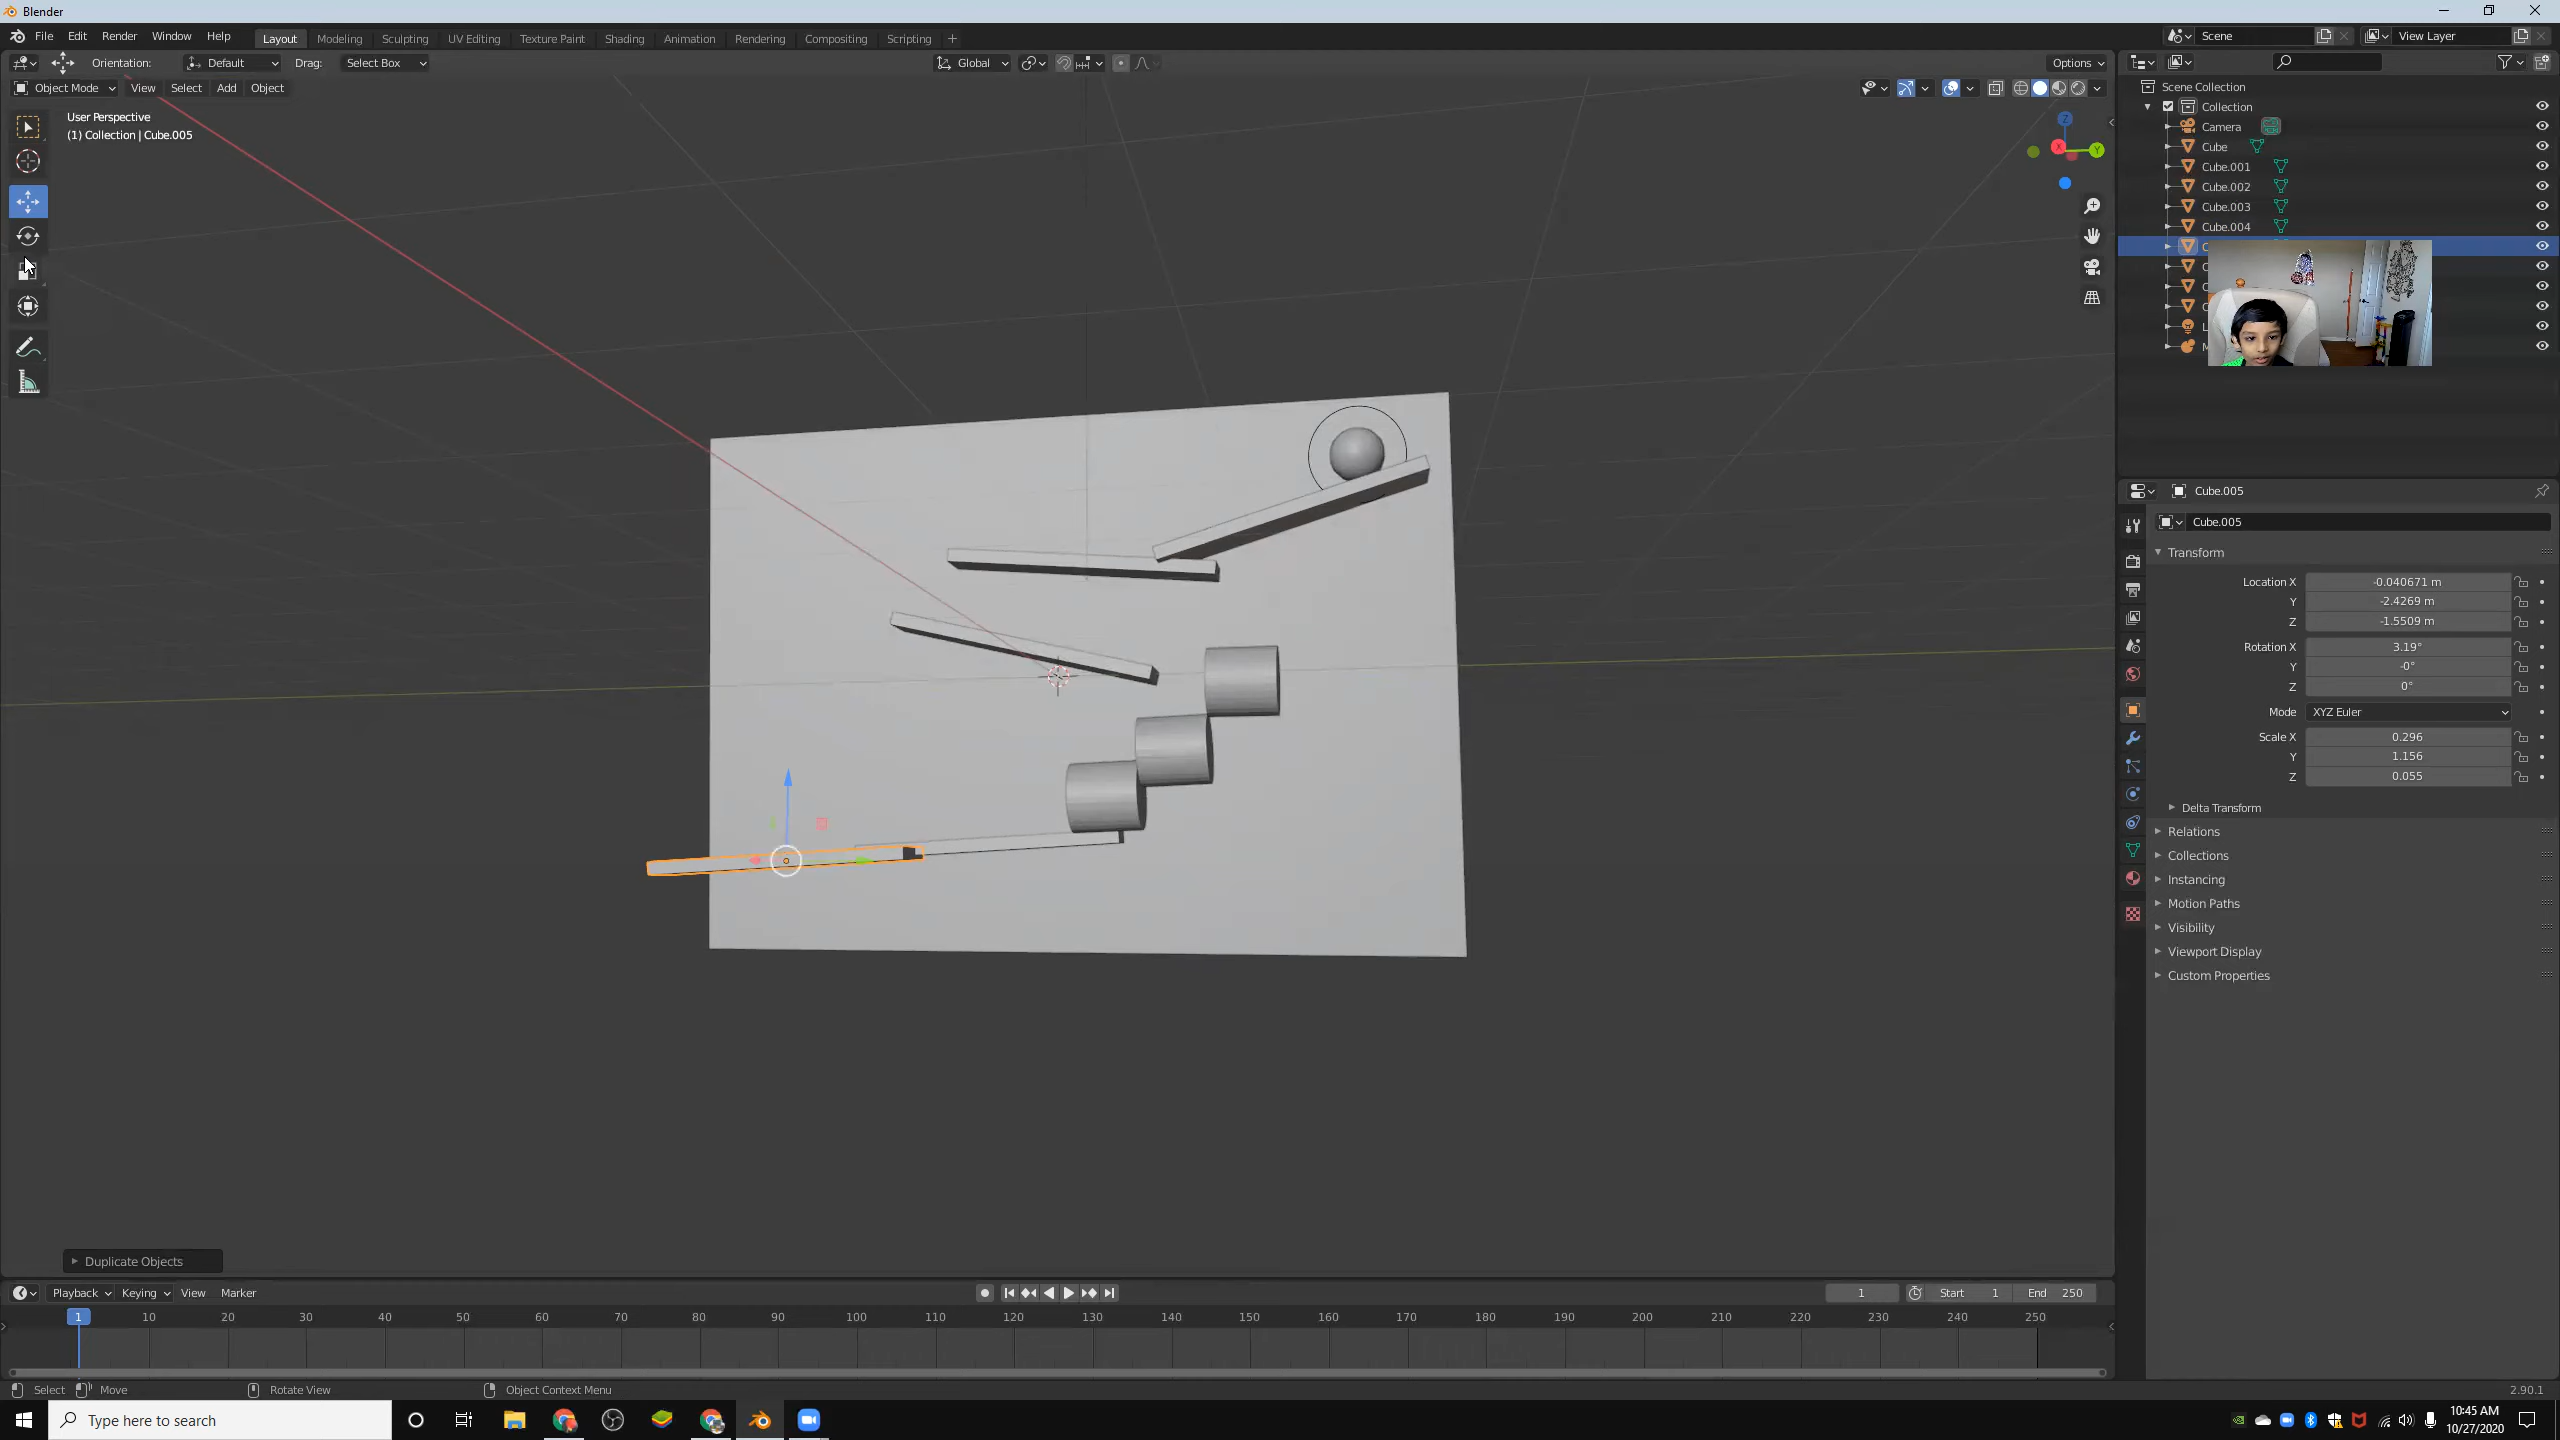 Blender
File Edit Render Window Help Layout Modeling Sculpting UV Editing Texture Paint Shading Animation Rendering Compositing Scripting + Scene View Layer
Orientation: Default Drag: Select Box Global Options
Object Mode View Select Add Object
User Perspective
(1) Collection | Cube.005
Z
X
Y
Scene Collection
Collection
Camera
Cube
Cube.001
Cube.002
Cube.003
Cube.004
Cube.005
Cube.005
Transform
Location X -0.040671 m
Y -2.4269 m
Z -1.5509 m
Rotation X 3.19°
Y -0°
Z 0°
Mode XYZ Euler
Scale X 0.296
Y 1.156
Z 0.055
Delta Transform
Relations
Collections
Instancing
Motion Paths
Visibility
Viewport Display
Custom Properties
Duplicate Objects
Playback Keying View Marker 1 Start 1 End 250
1 10 20 30 40 50 60 70 80 90 100 110 120 130 140 150 160 170 180 190 200 210 220 230 240 250
Select Move Rotate View Object Context Menu 2.90.1
Type here to search
10:45 AM
10/27/2020